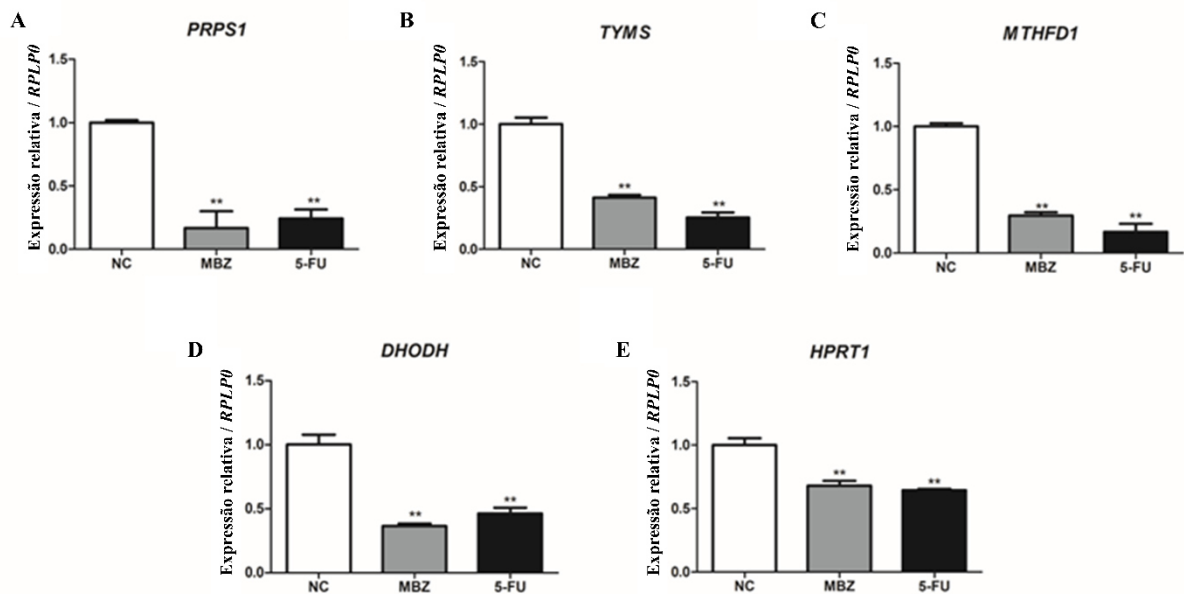 A
PRPS1
Expressão relativa / RPLP0
1.5
1.0
0.5
0.0
**
**
NC MBZ 5-FU
B
TYMS
Expressão relativa / RPLP0
1.5
1.0
0.5
0.0
**
**
NC MBZ 5-FU
C
MTHFD1
Expressão relativa / RPLP0
1.5
1.0
0.5
0.0
**
**
NC MBZ 5-FU
D
DHODH
Expressão relativa / RPLP0
1.5
1.0
0.5
0.0
**
**
NC MBZ 5-FU
E
HPRT1
Expressão relativa / RPLP0
1.5
1.0
0.5
0.0
**
**
NC MBZ 5-FU